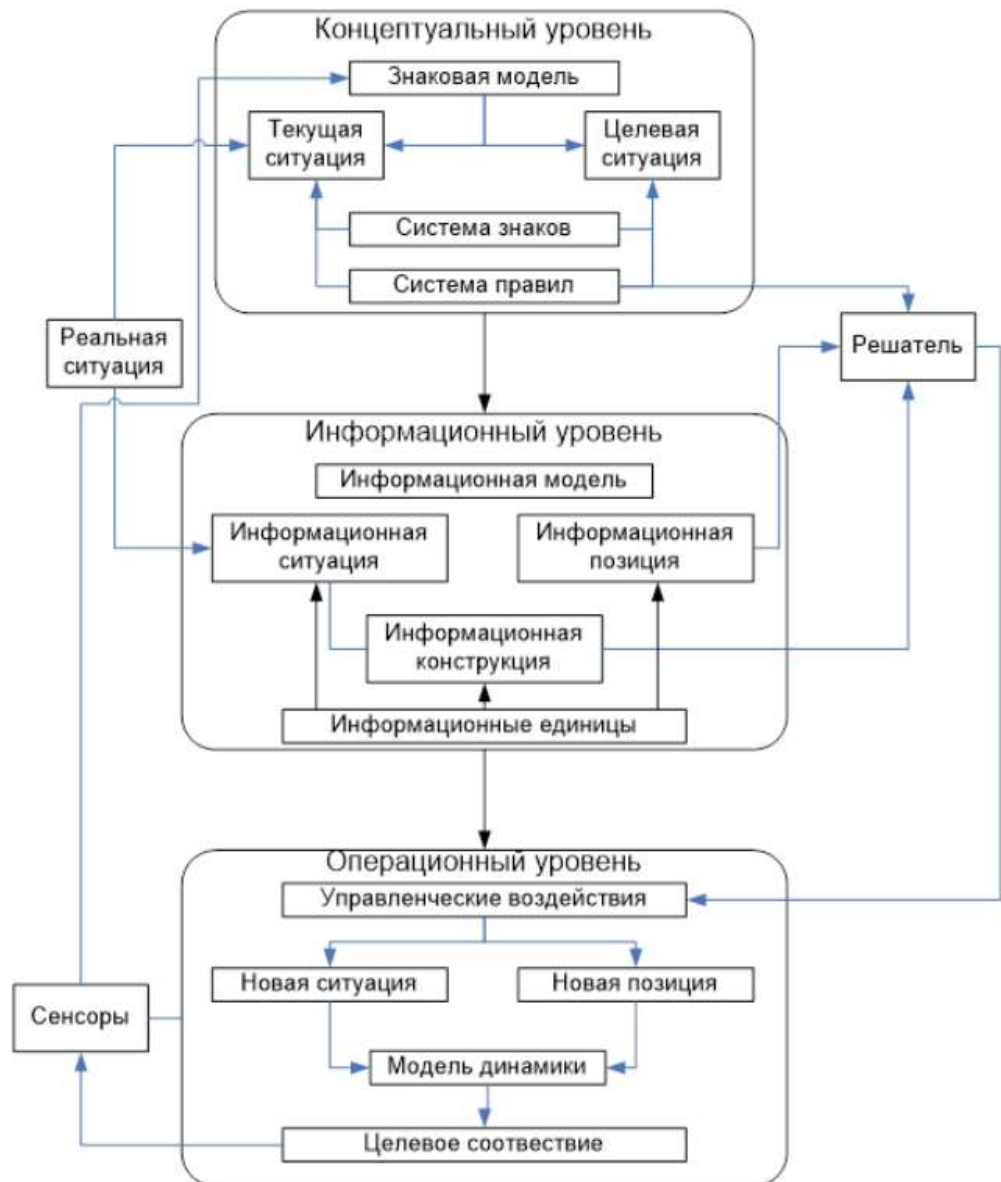 Концептуальный уровень
Знаковая модель
Текущая
ситуация
Целевая
ситуация
Система знаков
Система правил
Реальная
ситуация
Решатель
Информационный уровень
Информационная модель
Информационная
ситуация
Информационная
позиция
Информационная
конструкция
Информационные единицы
Операционный уровень
Управленческие воздействия
Новая ситуация
Новая позиция
Сенсоры
Модель динамики
Целевое соотвествие